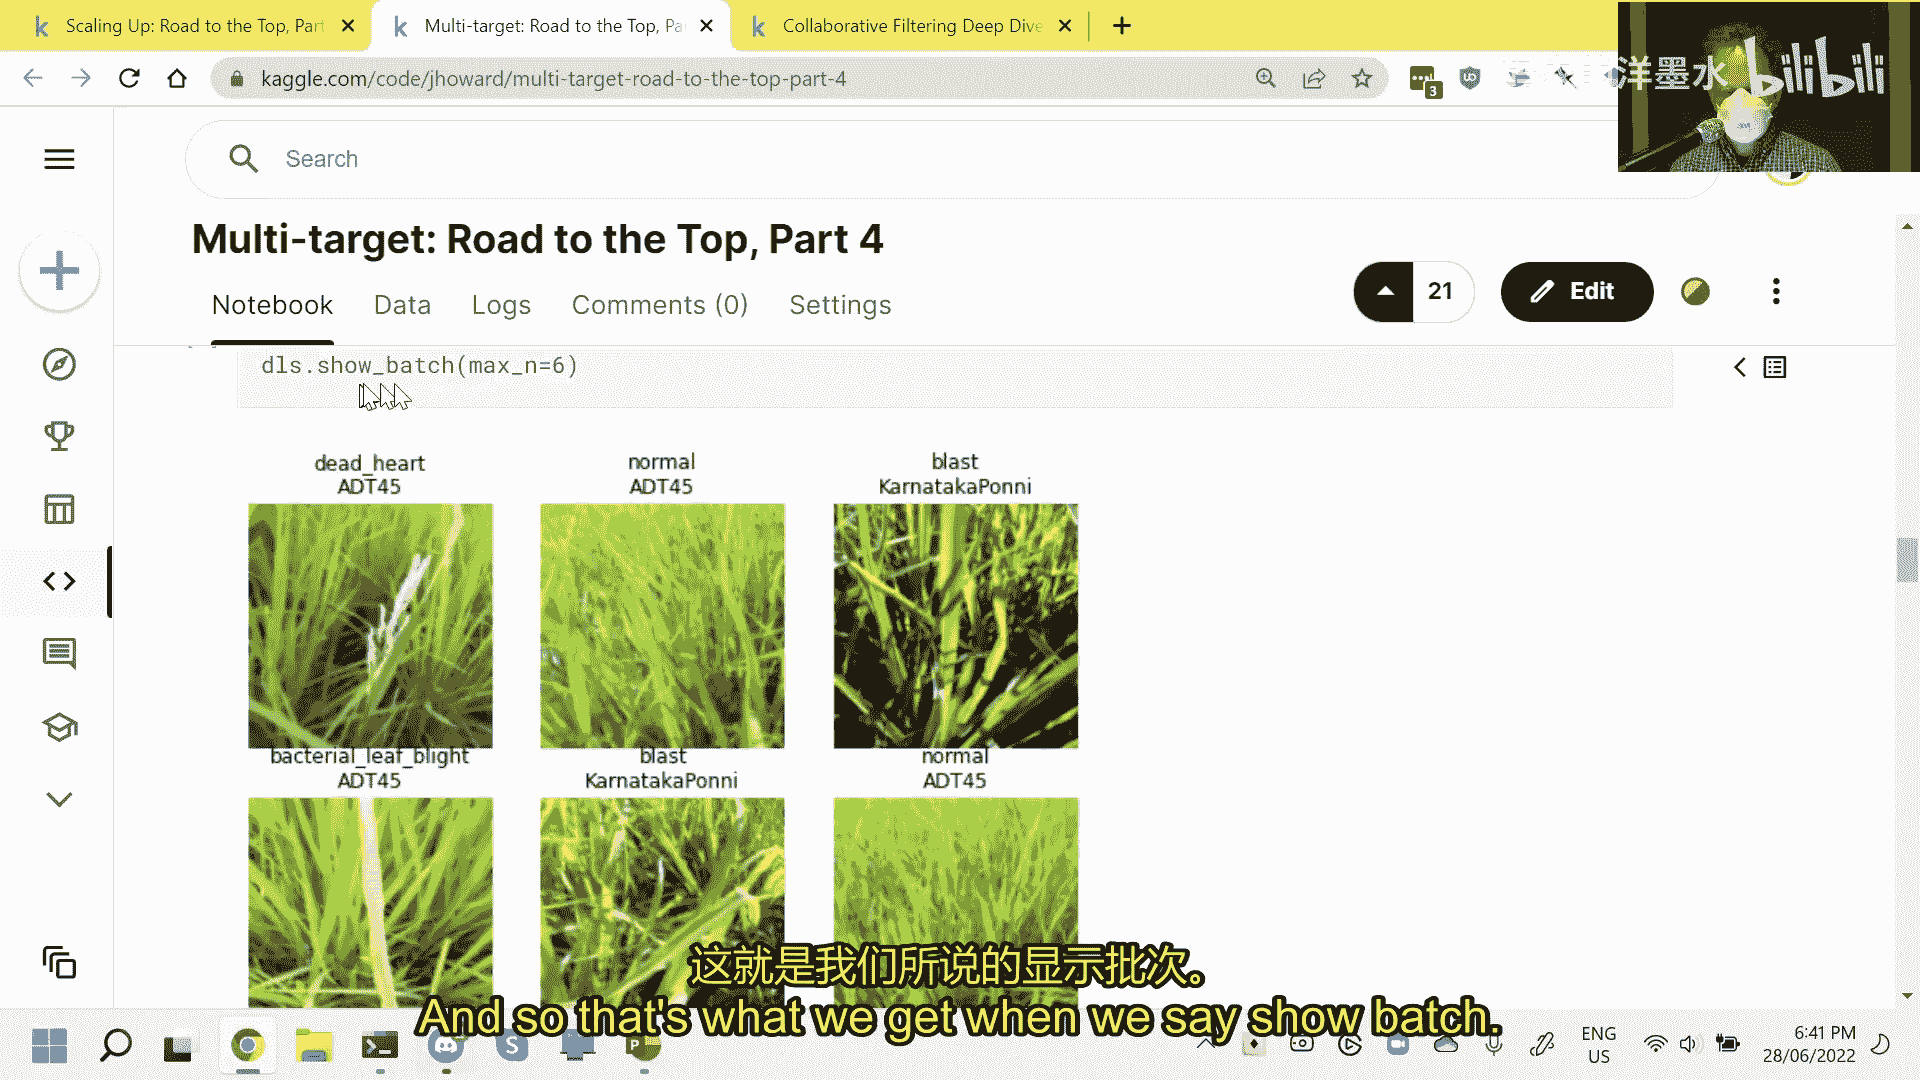 Scaling Up: Road to the Top, Part
Multi-target: Road to the Top, Pa
Collaborative Filtering Deep Dive
kaggle.com/code/jhoward/multi-target-road-to-the-top-part-4
3
洋墨水 bilibili
Search
Multi-target: Road to the Top, Part 4
21
Edit
Notebook
Data
Logs
Comments (0)
Settings
dls.show_batch(max_n=6)
dead_heart
ADT45
normal
ADT45
blast
KarnatakaPonni
bacterial_leaf_blight
ADT45
blast
KarnatakaPonni
normal
ADT45
这就是我们所说的显示批次。
And so that's what we get when we say show batch.
ENG
US
6:41 PM
28/06/2022